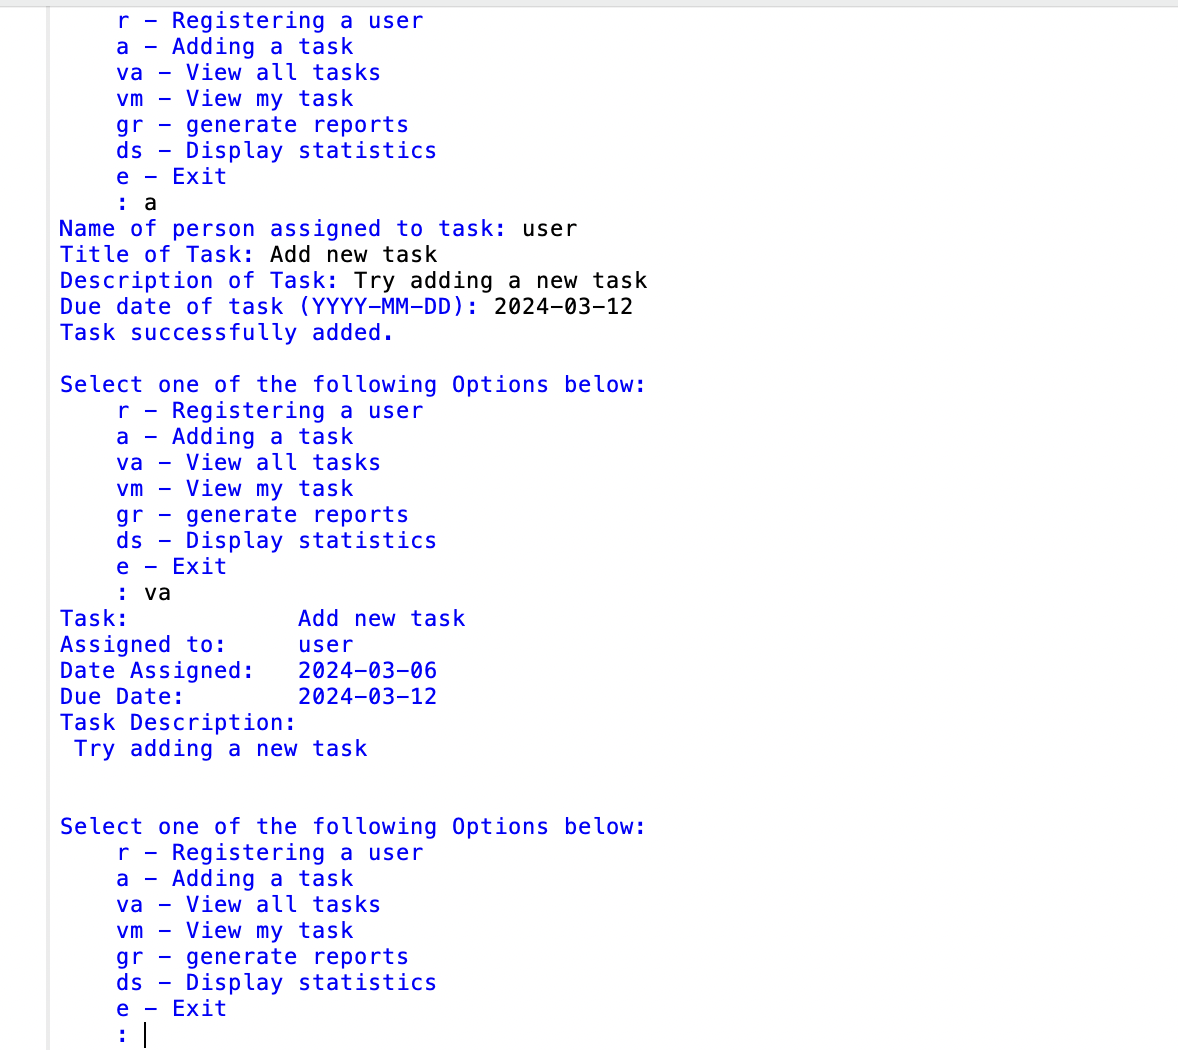 r – Registering a user
a – Adding a task
va – View all tasks
vm – View my task
gr – generate reports
ds – Display statistics
e – Exit
: a
Name of person assigned to task: user
Title of Task: Add new task
Description of Task: Try adding a new task
Due date of task (YYYY–MM–DD): 2024–03–12
Task successfully added.
Select one of the following Options below:
r – Registering a user
a – Adding a task
va – View all tasks
vm – View my task
gr – generate reports
ds – Display statistics
e – Exit
: va
Task: Add new task
Assigned to: user
Date Assigned: 2024–03–06
Due Date: 2024–03–12
Task Description:
Try adding a new task
Select one of the following Options below:
r – Registering a user
a – Adding a task
va – View all tasks
vm – View my task
gr – generate reports
ds – Display statistics
e – Exit
: